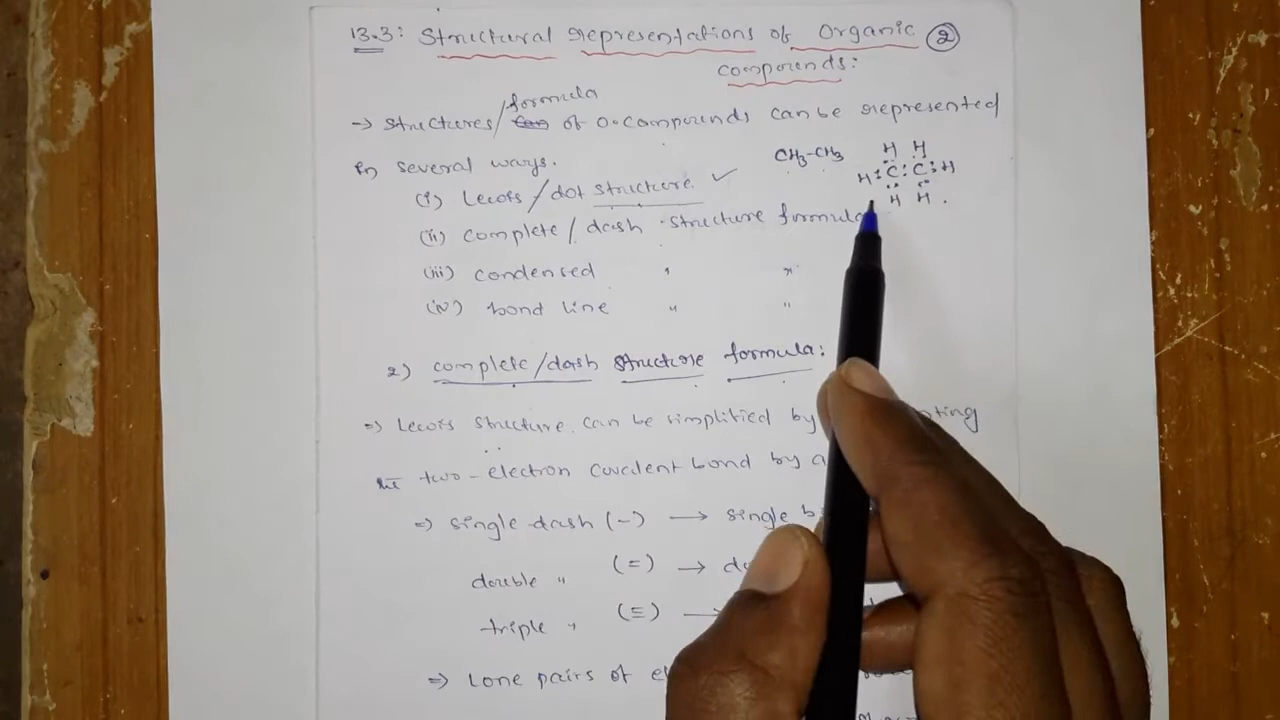 13.3: Structural representations of Organic ②
compounds:
→ Structures/formula of o.compounds can be represented
in several ways.
CH3-CH3
H H
H : C : C : H
H H
(i) Lewis/dot structure. ✓
(ii) complete/dash structure formula
(iii) condensed " "
(iv) bond line " "
2) complete/dash structure formula:
⇒ Lewis structure can be simplified by
the two-electron covalent bond by a
⇒ single dash (-) → single
double " (=) →
triple " (≡) →
⇒ Lone pairs of